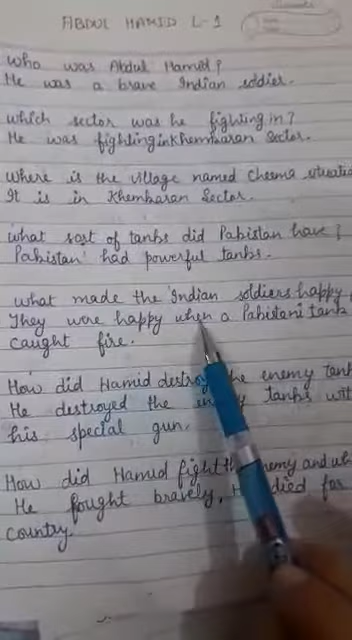 ABDUL HAMID L-1
Who was Abdul Hamid?
He was a brave Indian soldier.
which sector was he fighting in?
He was fighting in Khemkaran Sector.
where is the village named Cheema
It is in Khemkaran Sector.
what sort of tanks did Pakistan have?
Pakistan had powerful tanks.
what made the Indian soldiers happy
They were happy when a Pakistani tank
caught fire.
How did Hamid destroy the enemy
He destroyed the tanks
his special gun.
How did Hamid fight and
He fought bravely, died for
country